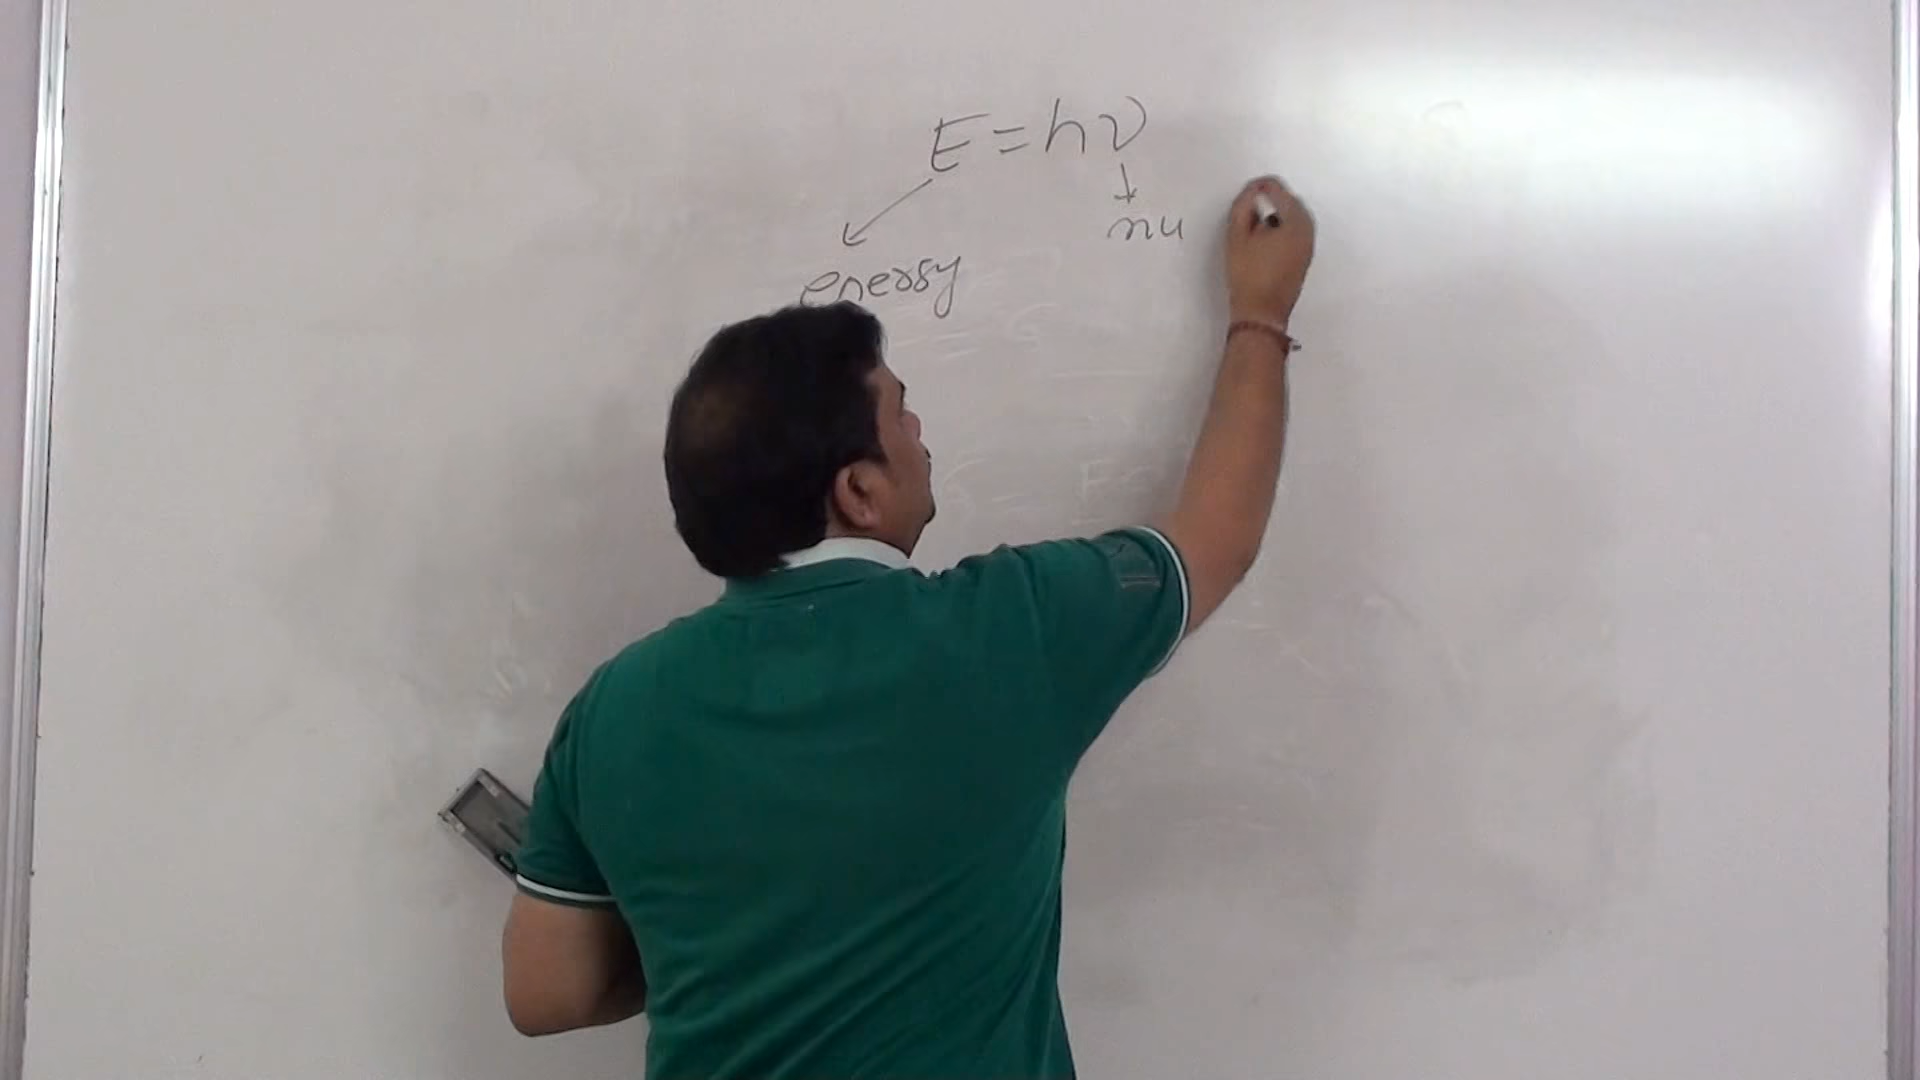 E = hν
nu
energy